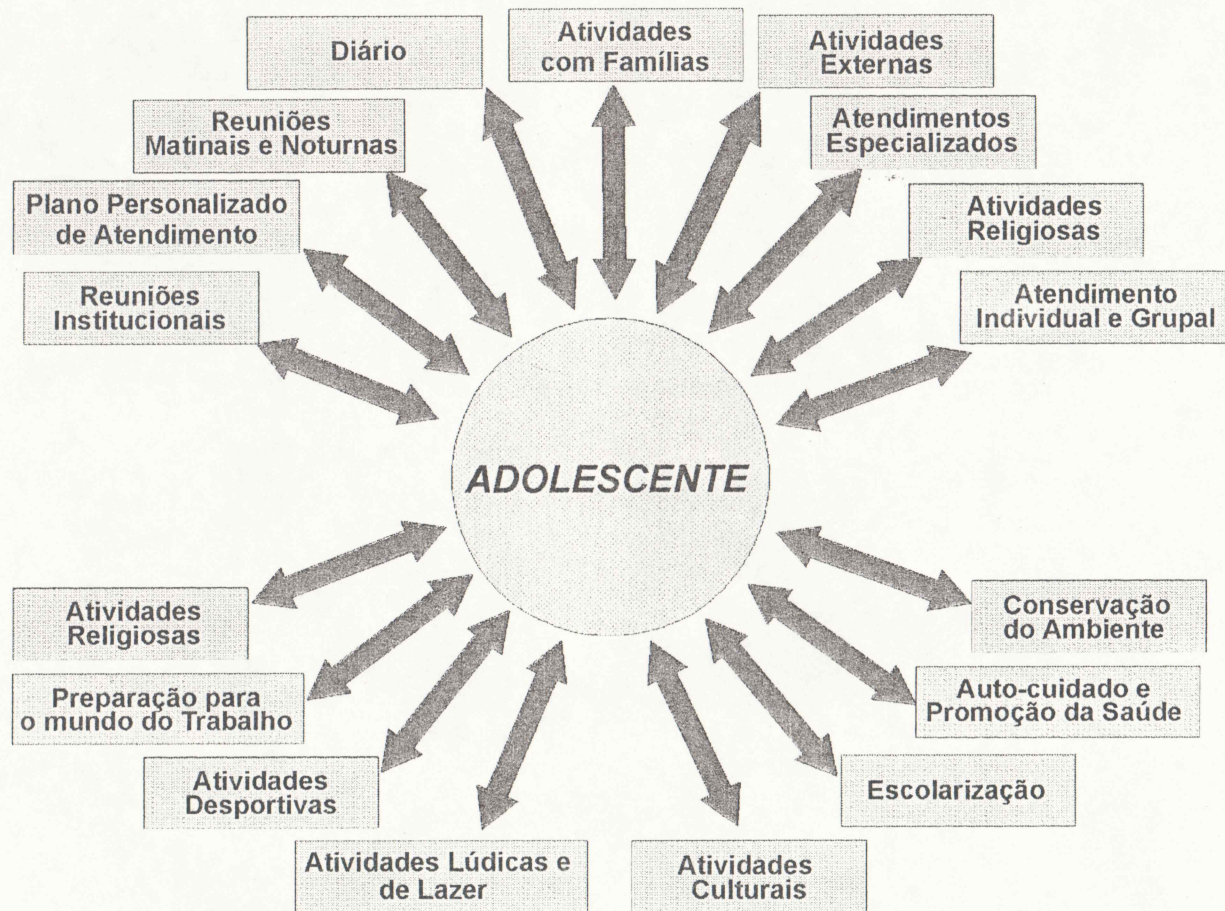 Diário
Atividades
com Famílias
Atividades
Externas
Reuniões
Matinais e Noturnas
Atendimentos
Especializados
Plano Personalizado
de Atendimento
Atividades
Religiosas
Reuniões
Institucionais
Atendimento
Individual e Grupal
ADOLESCENTE
Atividades
Religiosas
Conservação
do Ambiente
Preparação para
o mundo do Trabalho
Auto-cuidado e
Promoção da Saúde
Atividades
Desportivas
Escolarização
Atividades Lúdicas e
de Lazer
Atividades
Culturais